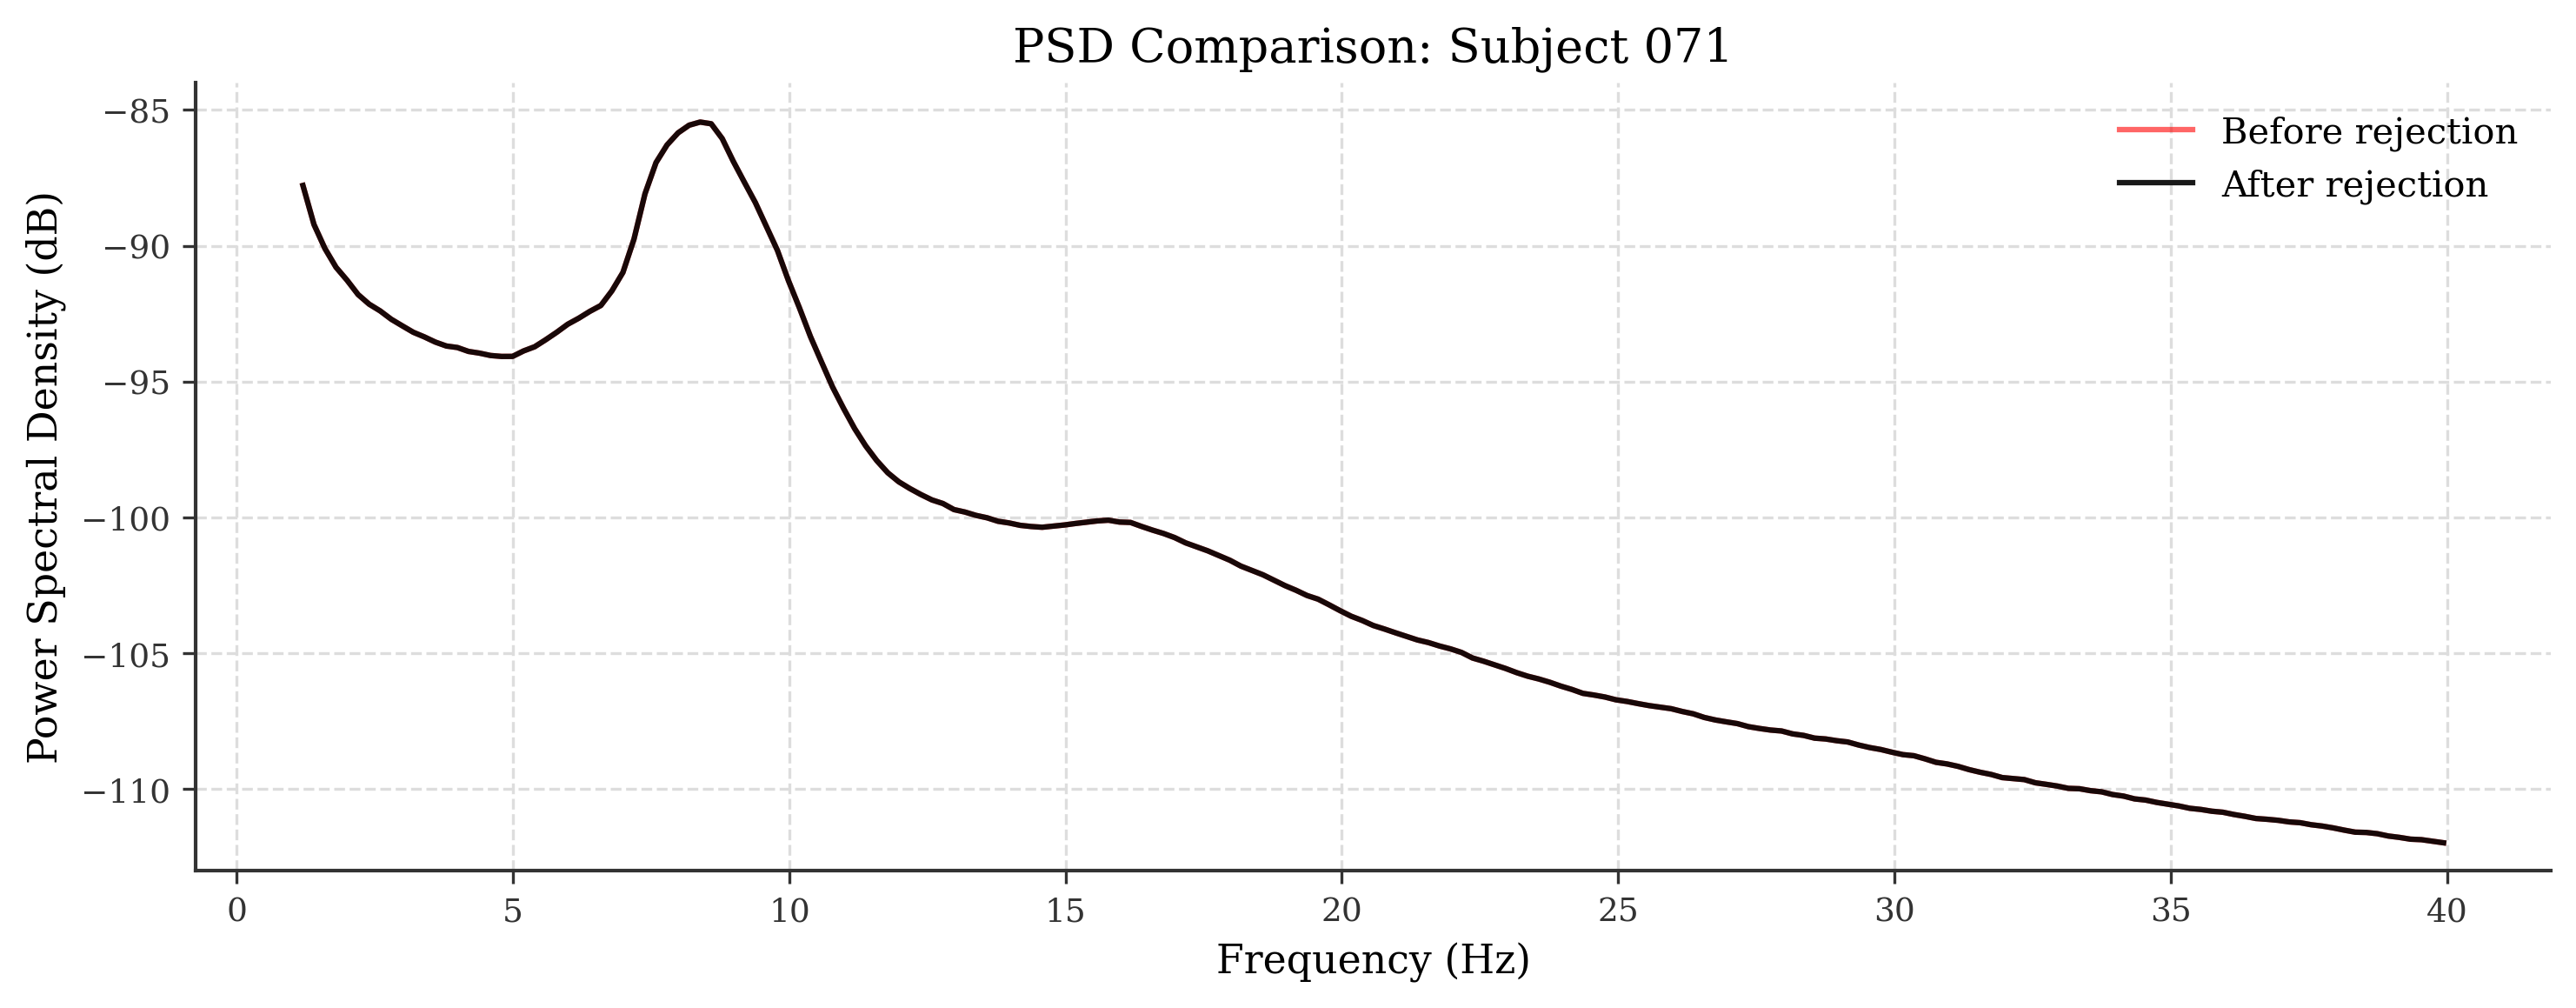 PSD Comparison: Subject 071
Power Spectral Density (dB)
−85
−90
−95
−100
−105
−110
Before rejection
After rejection
0 5 10 15 20 25 30 35 40
Frequency (Hz)